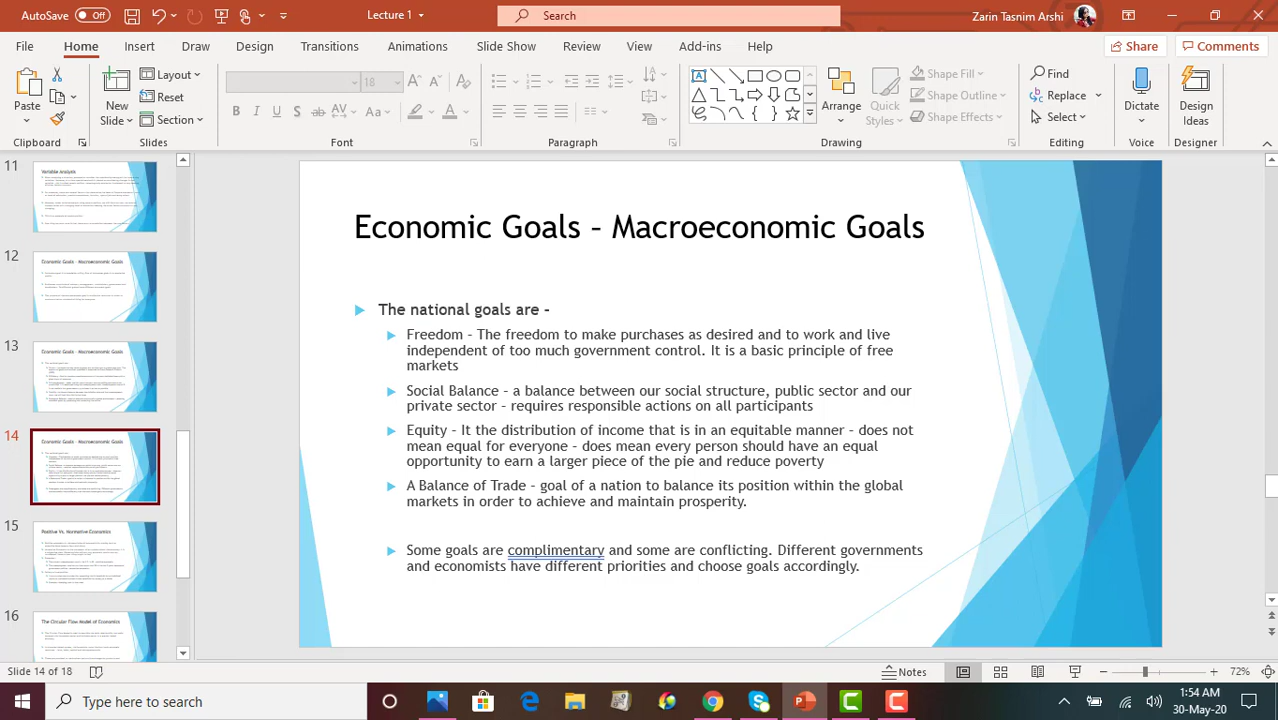 AutoSave Off Lecture 1 Search Zarin Tasnim Arshi
File Home Insert Draw Design Transitions Animations Slide Show Review View Add-ins Help Share Comments
Paste New Slide Layout Reset Section 18 Arrange Quick Styles Shape Fill Shape Outline Shape Effects Find Replace Select Dictate Design Ideas
Clipboard Slides Font Paragraph Drawing Editing Voice Designer
11
Variable Analysis
12
Economic Goals - Macroeconomic Goals
13
Economic Goals - Macroeconomic Goals
14
Economic Goals - Macroeconomic Goals
15
Positive Vs. Normative Economics
16
The Circular Flow Model of Economics
Economic Goals – Macroeconomic Goals
The national goals are –
Freedom – The freedom to make purchases as desired and to work and live
independent of too much government control. It is a basic principle of free
markets
Social Balance – a balance between our social structure, public sector and our
private sector – requires responsible actions on all participants
Equity – It the distribution of income that is in an equitable manner – does not
mean equal for everyone – does mean every person should have an equal
opportunity to earn a larger piece of the pie and reduce poverty
A Balance of Trade – goal of a nation to balance its position within the global
markets in order to achieve and maintain prosperity.
Some goals are complimentary and some are conflicting. Different governments
and economists have different priorities and choose goals accordingly.
Slide 14 of 18 Notes 72%
Type here to search
1:54 AM
30-May-20